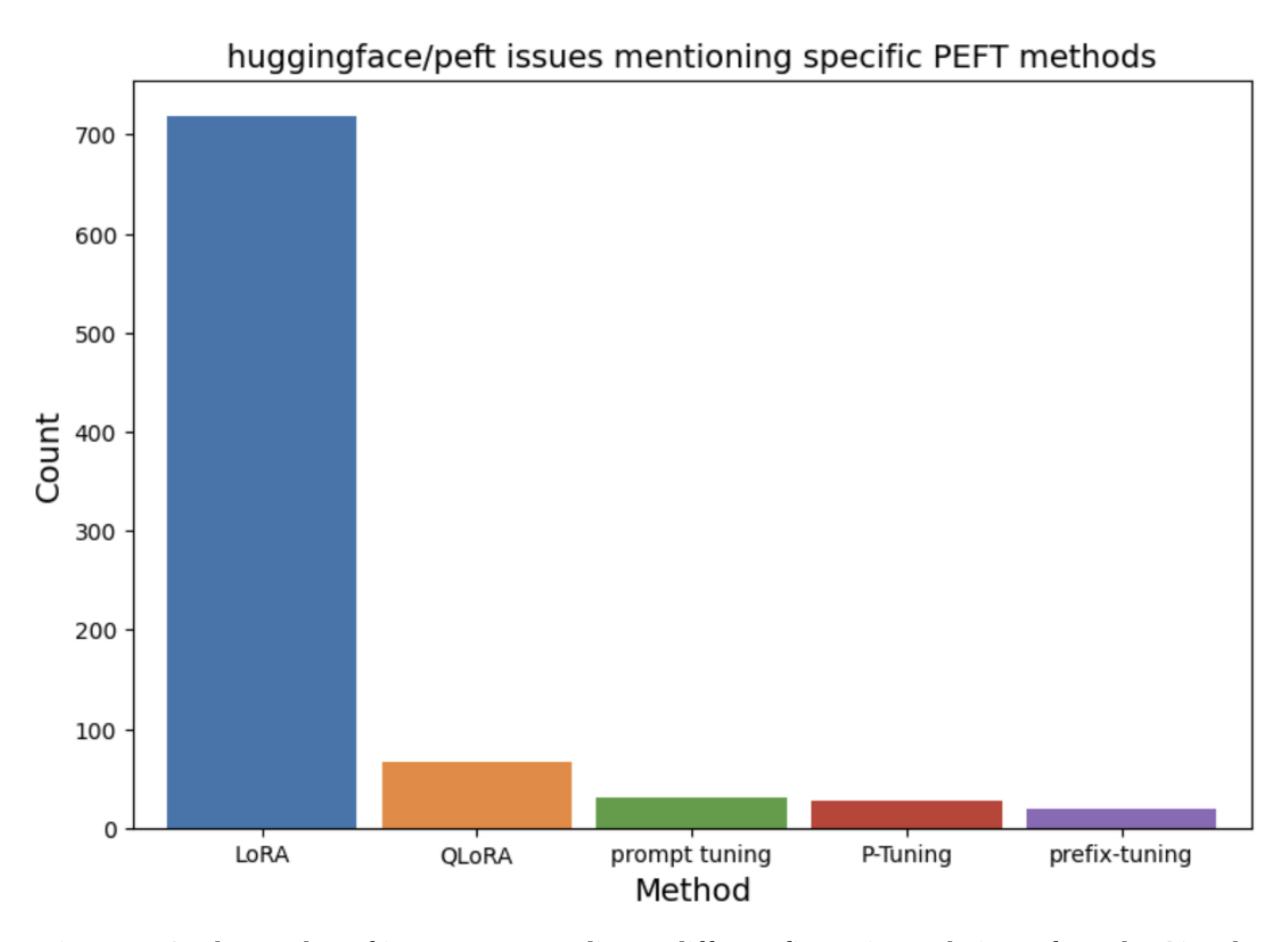 huggingface/peft issues mentioning specific PEFT methods
700
600
500
400
300
200
100
0
Count
LoRA QLoRA prompt tuning P-Tuning prefix-tuning
Method